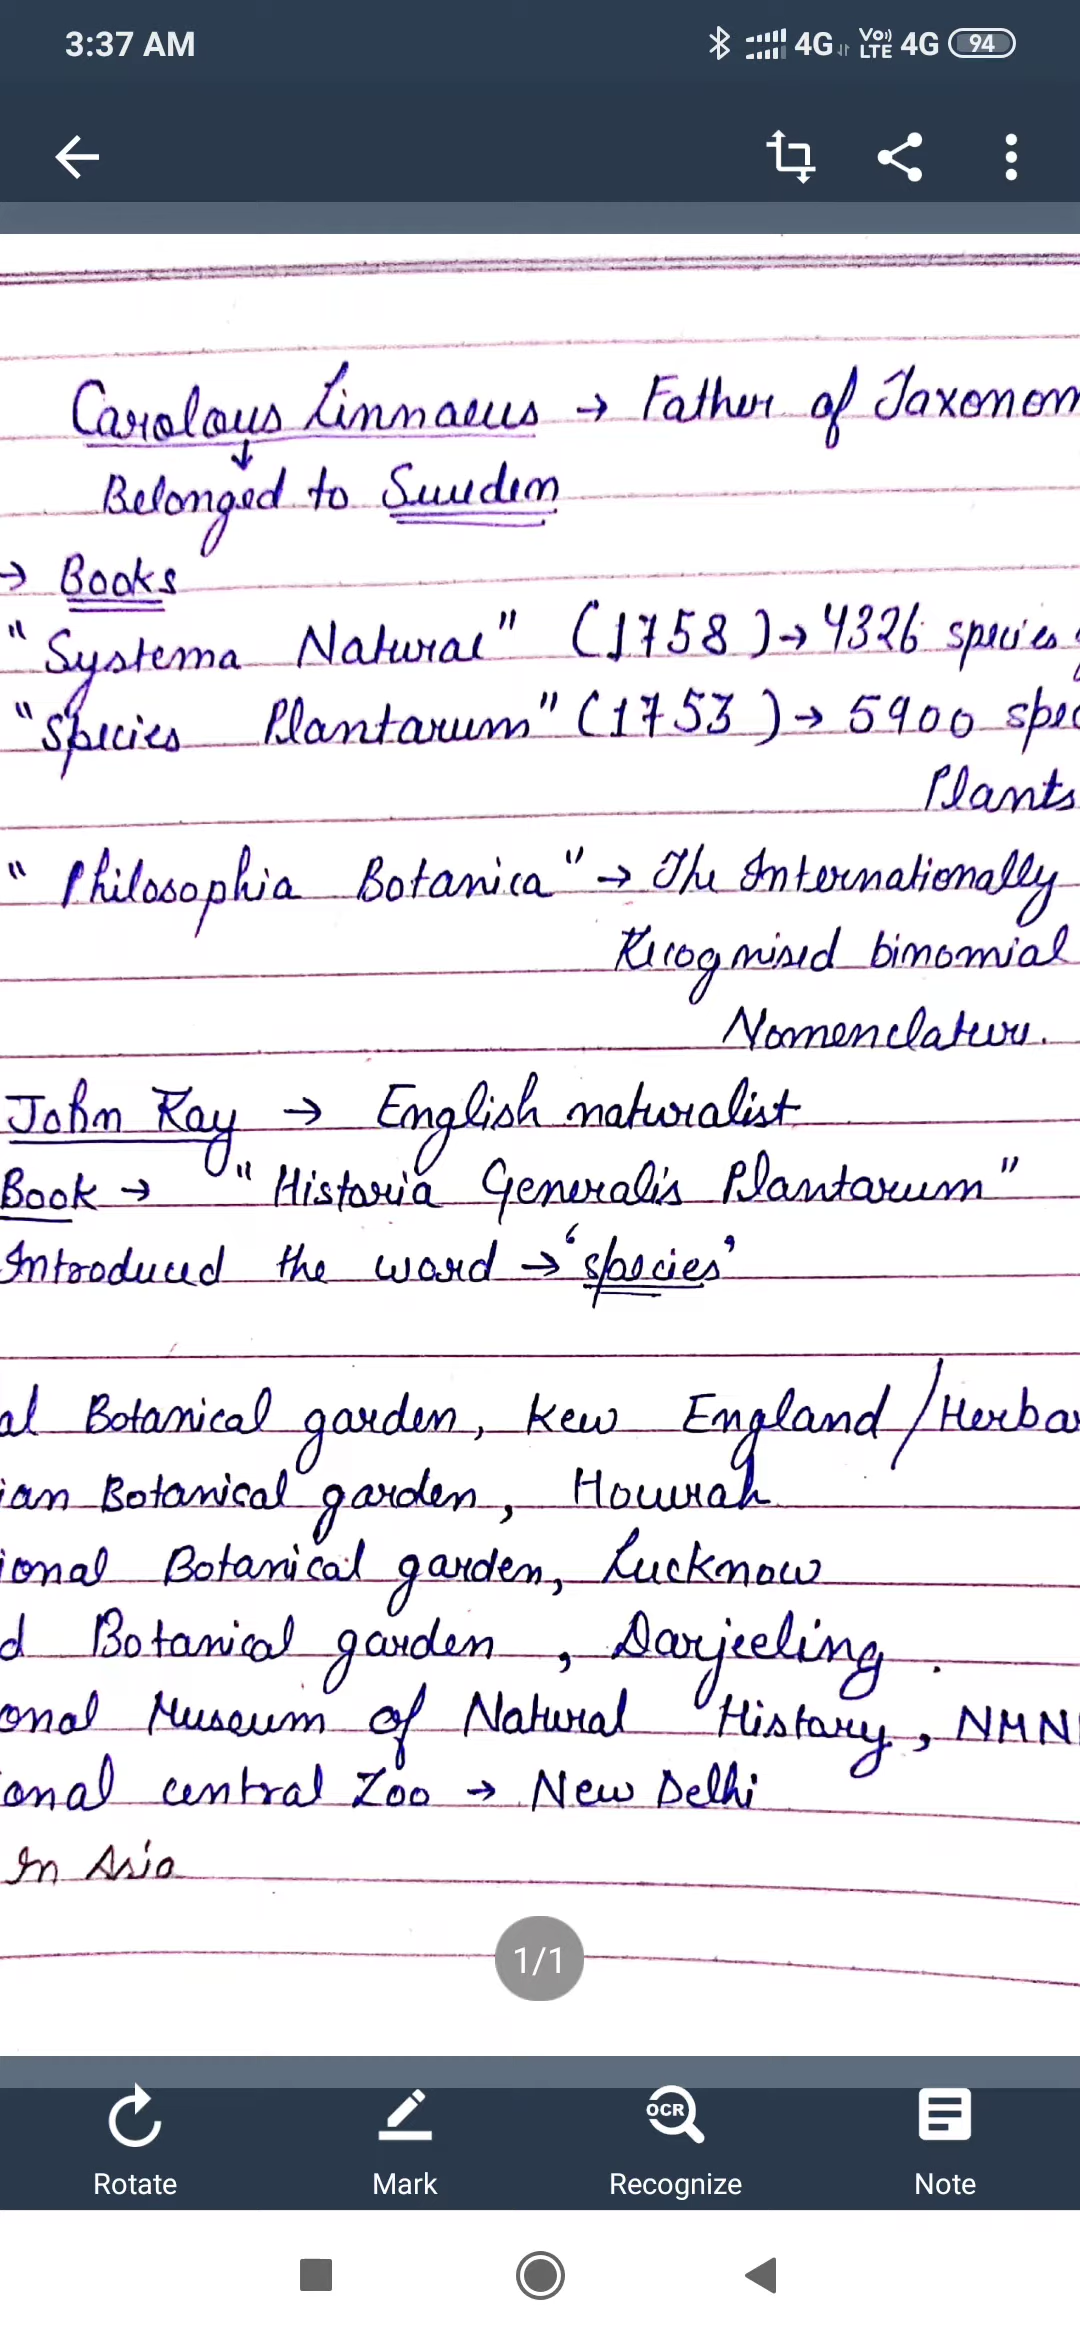 3:37 AM 4G Vo)) LTE 4G 94
Carolous Linnaeus → Father of Taxonom
Belonged to Sweden
→ Books
"Systema Naturae" (1758) → 4326 species
"Species Plantarum" (1753) → 5900 spec
Plants
"Philosophia Botanica" → The Internationally
Recognised binomial
Nomenclature.
John Ray → English naturalist
Book → "Historia Generalis Plantarum"
Introduced the word → 'species'
al Botanical garden, Kew England / Herba
ian Botanical garden, Howrah
ional Botanical garden, Lucknow
d Botanical garden, Darjeeling.
onal Museum of Natural History, NMN
onal central Zoo → New Delhi
In Asia
1/1
Rotate Mark OCR Recognize Note